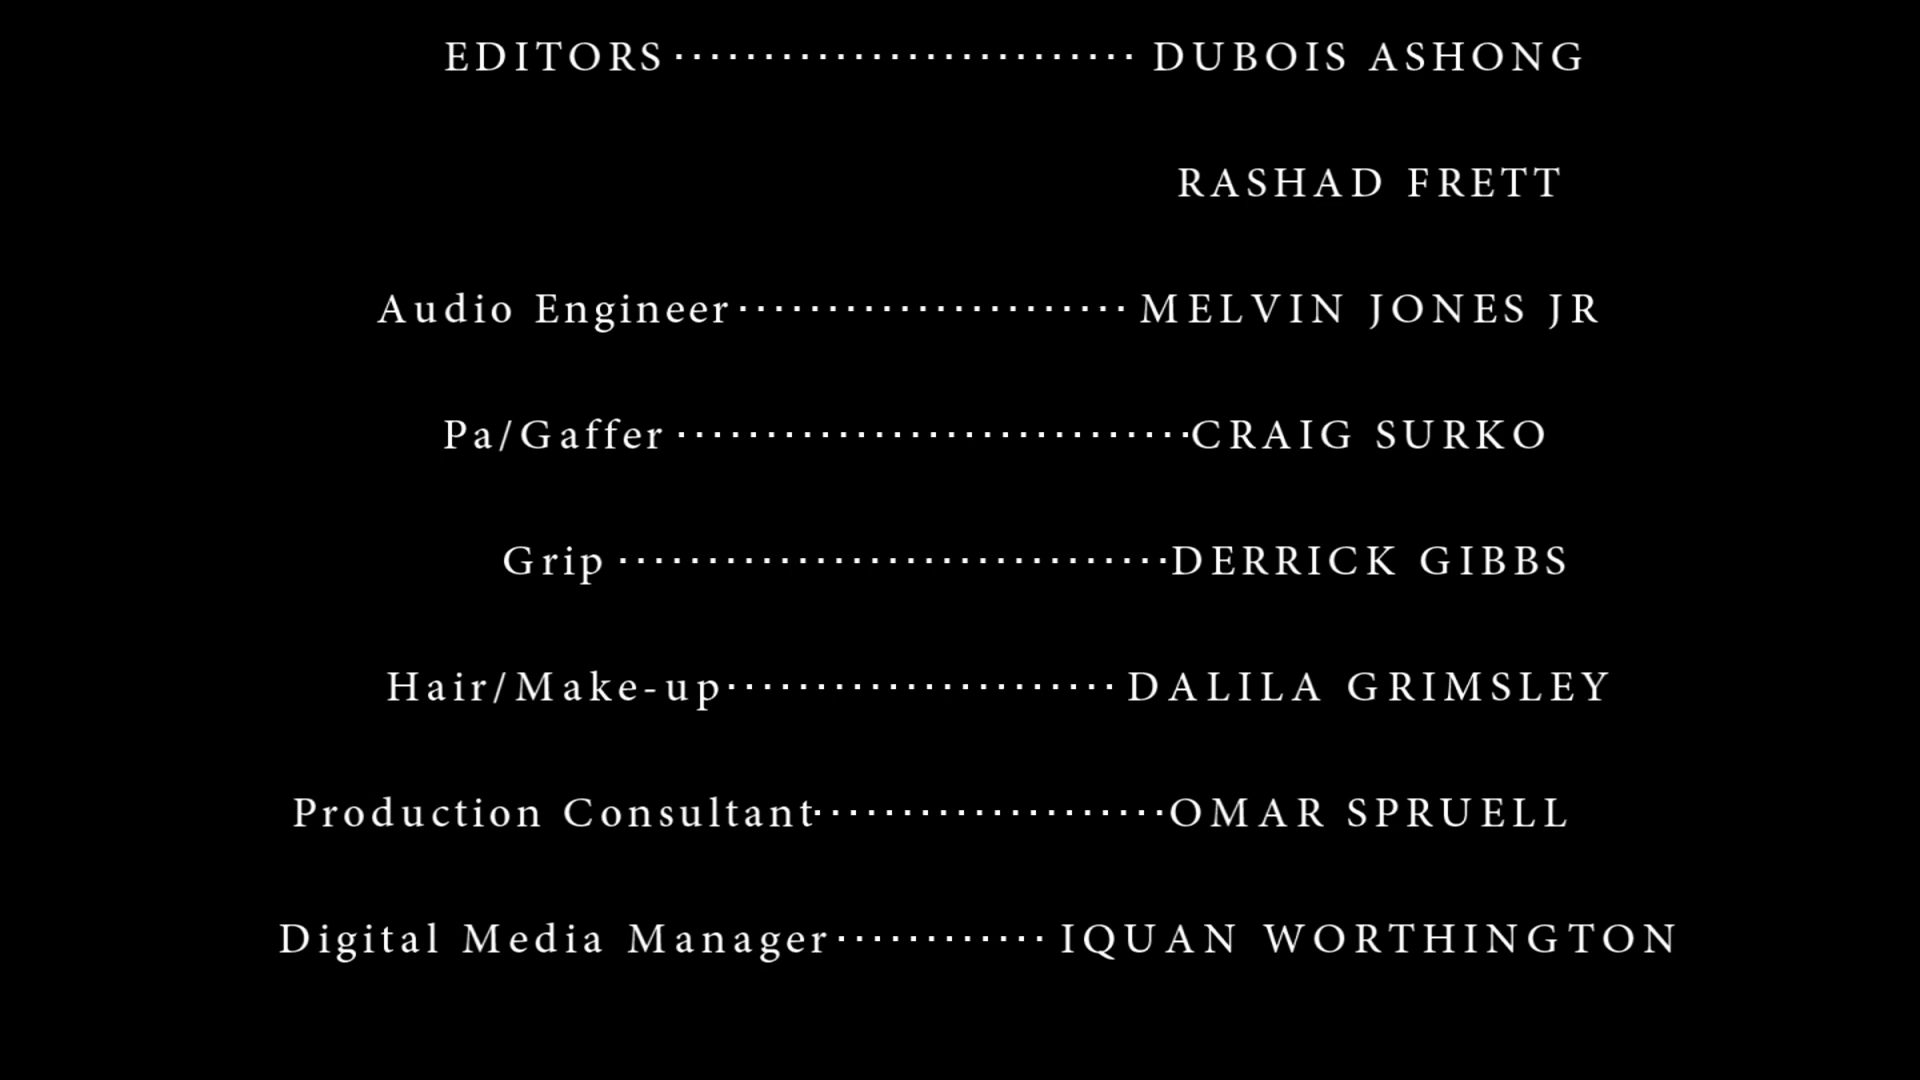 EDITORS·························· DUBOIS ASHONG
RASHAD FRETT
Audio Engineer······················ MELVIN JONES JR
Pa/Gaffer·····························CRAIG SURKO
Grip·······························DERRICK GIBBS
Hair/Make-up······················ DALILA GRIMSLEY
Production Consultant····················OMAR SPRUELL
Digital Media Manager············ IQUAN WORTHINGTON